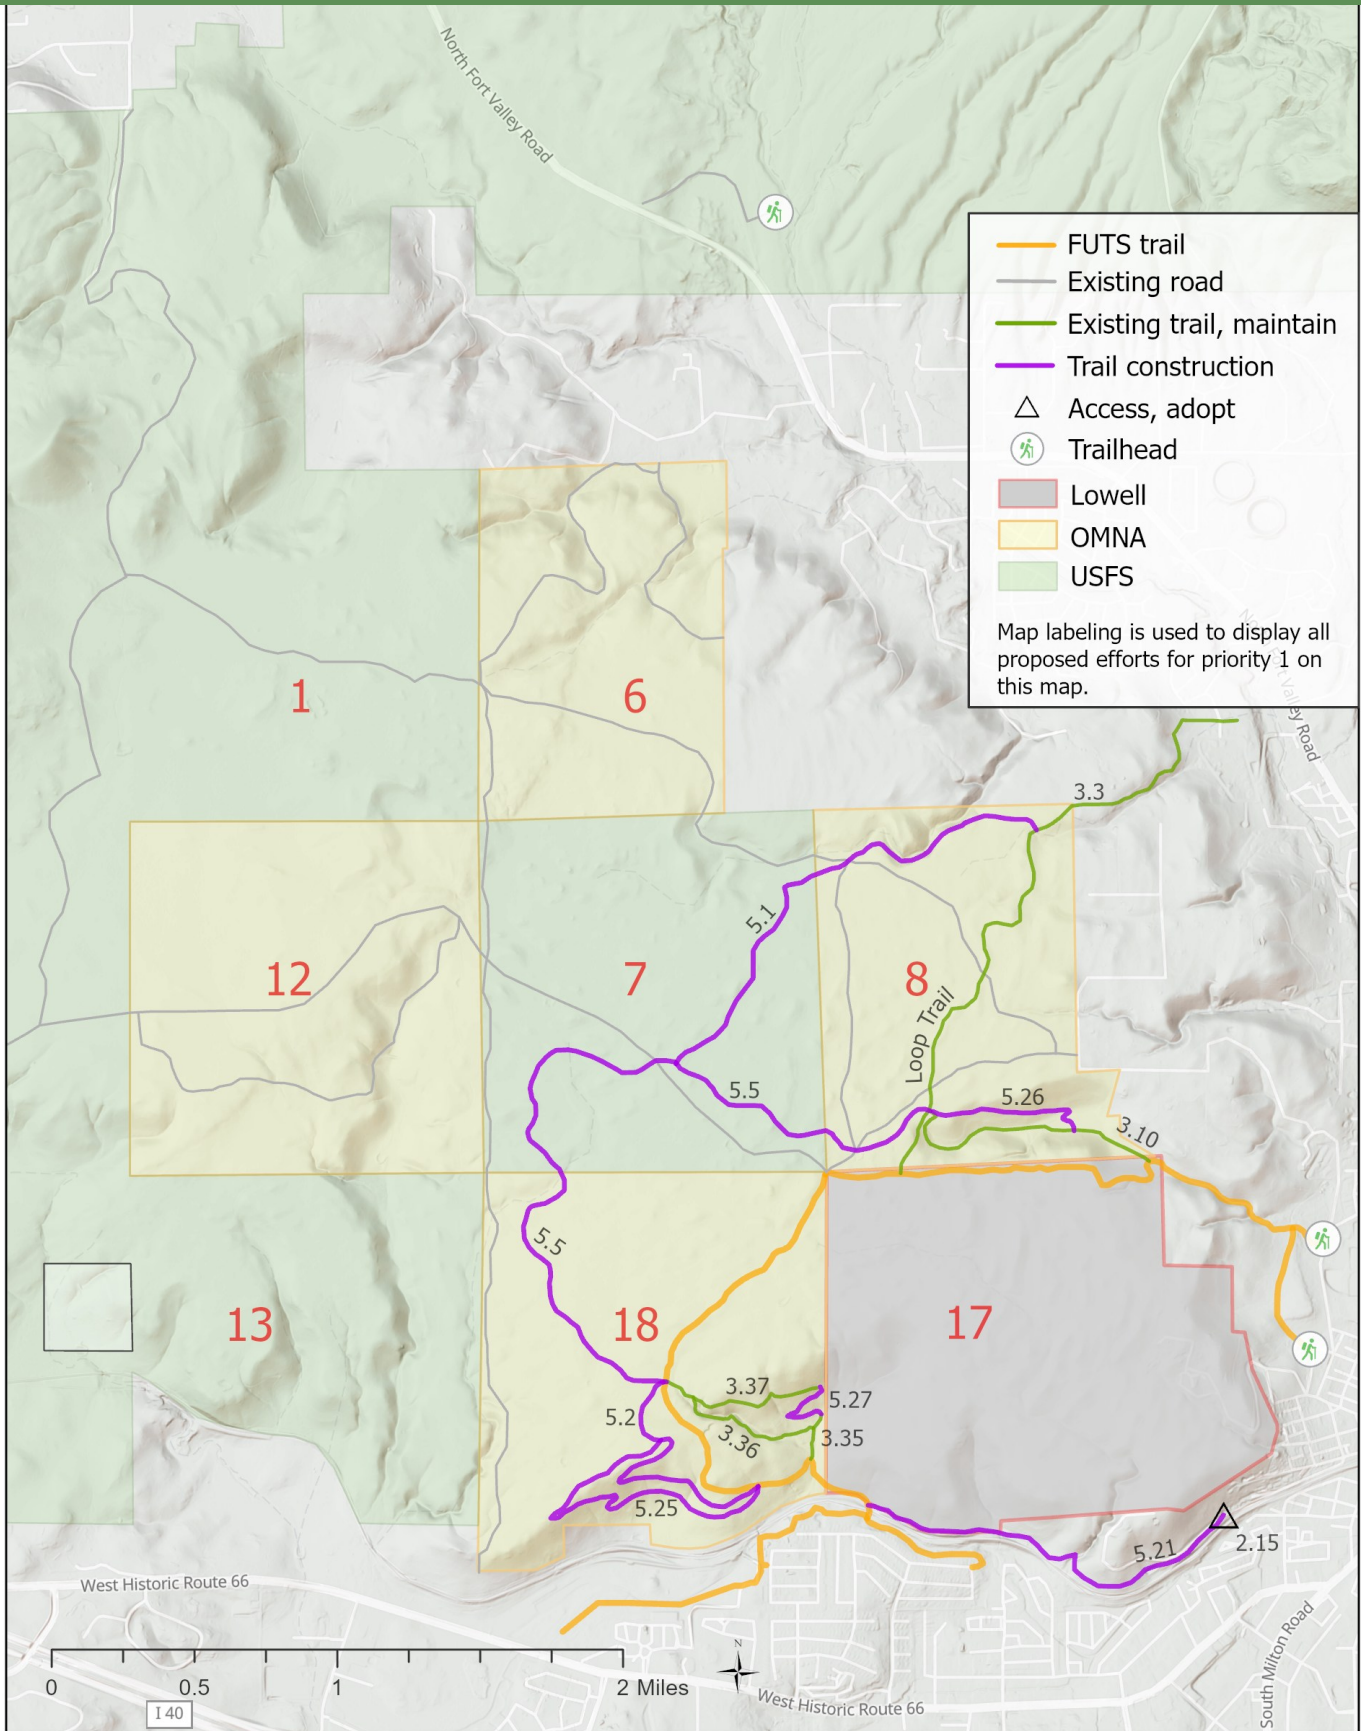 North Fort Valley Road
FUTS trail
Existing road
Existing trail, maintain
Trail construction
Access, adopt
Trailhead
Lowell
OMNA
USFS
Map labeling is used to display all
proposed efforts for priority 1 on
this map.
North Fort Valley Road
1
6
3.3
5.1
12
7
8
Loop Trail
5.5
5.26
3.10
5.5
13
18
17
3.37
5.27
5.2
3.36
3.35
5.25
5.21
2.15
West Historic Route 66
South Milton Road
N
0 0.5 1 2 Miles
I 40
West Historic Route 66